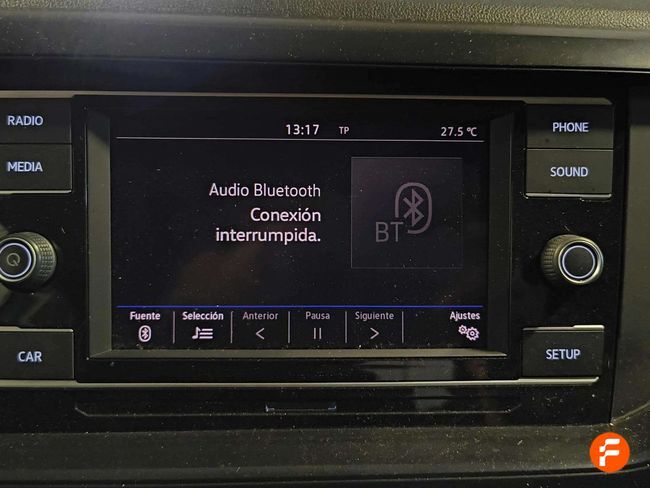 RADIO
MEDIA
CAR
13:17 TP 27.5 °C
Audio Bluetooth
Conexión
interrumpida.
BT
Fuente Selección Anterior Pausa Siguiente Ajustes
PHONE
SOUND
SETUP